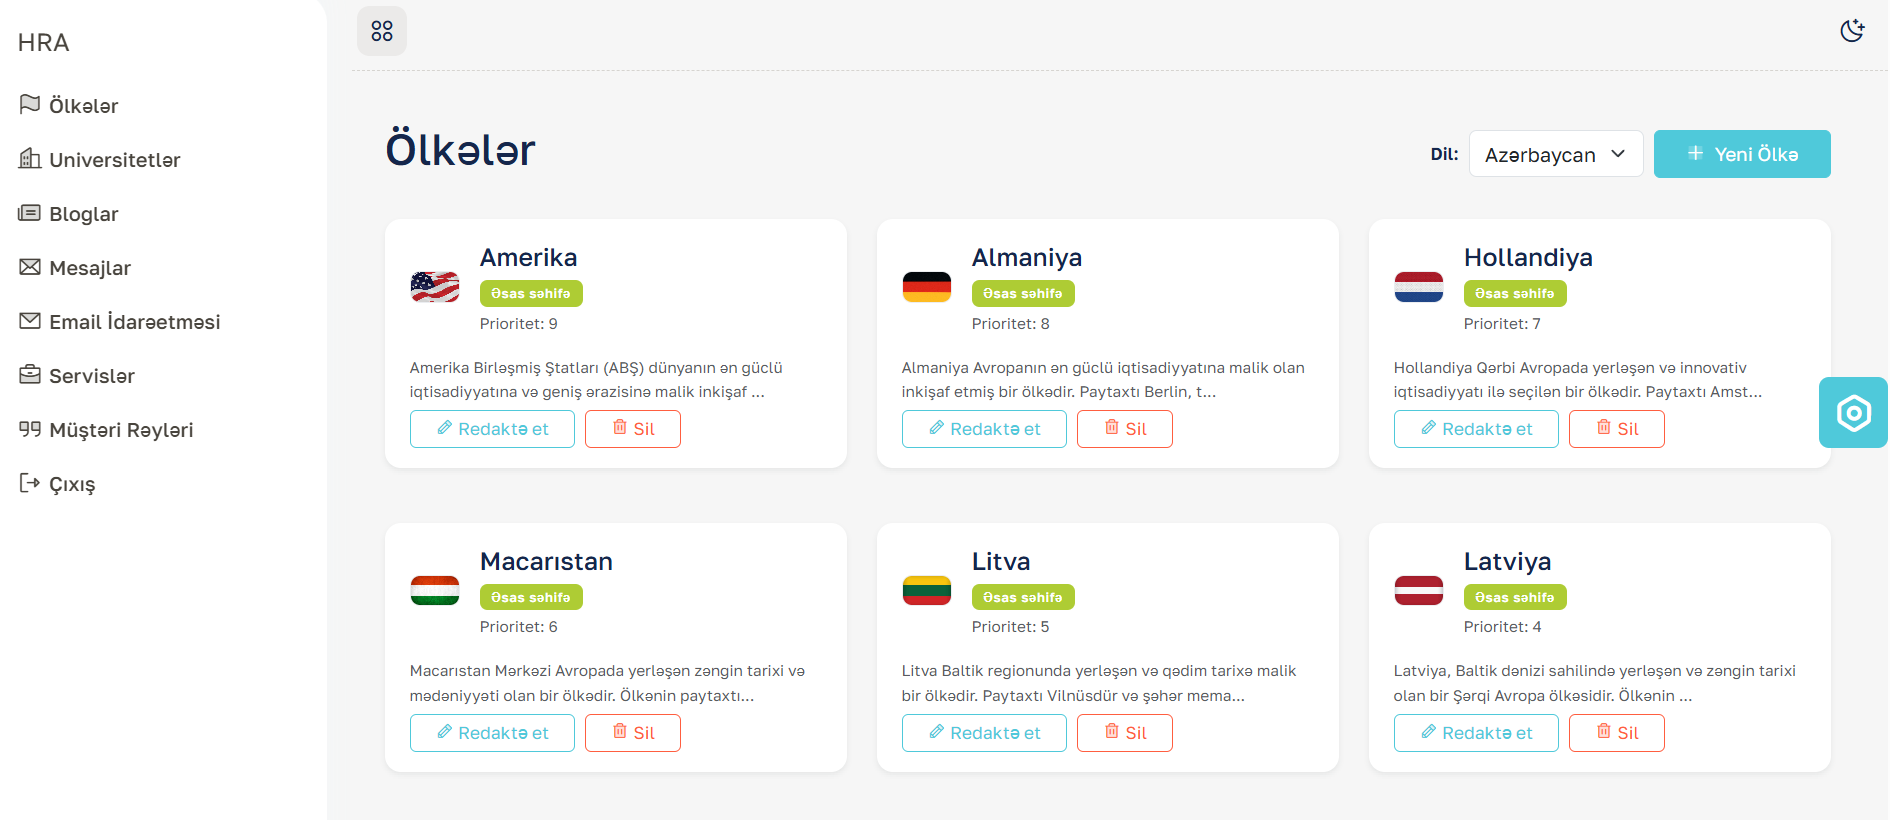 HRA
Ölkələr
Universitetlər
Bloglar
Mesajlar
Email İdarəetməsi
Servislər
Müştəri Rəyləri
Çıxış
Ölkələr
Dil:
Azərbaycan
Yeni Ölkə
Amerika
Əsas səhifə
Prioritet: 9
Amerika Birləşmiş Ştatları (ABŞ) dünyanın ən güclü
iqtisadiyyatına və geniş ərazisinə malik inkişaf ...
Redaktə et
Sil
Almaniya
Əsas səhifə
Prioritet: 8
Almaniya Avropanın ən güclü iqtisadiyyatına malik olan
inkişaf etmiş bir ölkədir. Paytaxtı Berlin, t...
Redaktə et
Sil
Hollandiya
Əsas səhifə
Prioritet: 7
Hollandiya Qərbi Avropada yerləşən və innovativ
iqtisadiyyatı ilə seçilən bir ölkədir. Paytaxtı Amst...
Redaktə et
Sil
Macarıstan
Əsas səhifə
Prioritet: 6
Macarıstan Mərkəzi Avropada yerləşən zəngin tarixi və
mədəniyyəti olan bir ölkədir. Ölkənin paytaxtı...
Redaktə et
Sil
Litva
Əsas səhifə
Prioritet: 5
Litva Baltik regionunda yerləşən və qədim tarixə malik
bir ölkədir. Paytaxtı Vilnüsdür və şəhər mema...
Redaktə et
Sil
Latviya
Əsas səhifə
Prioritet: 4
Latviya, Baltik dənizi sahilində yerləşən və zəngin tarixi
olan bir Şərqi Avropa ölkəsidir. Ölkənin ...
Redaktə et
Sil